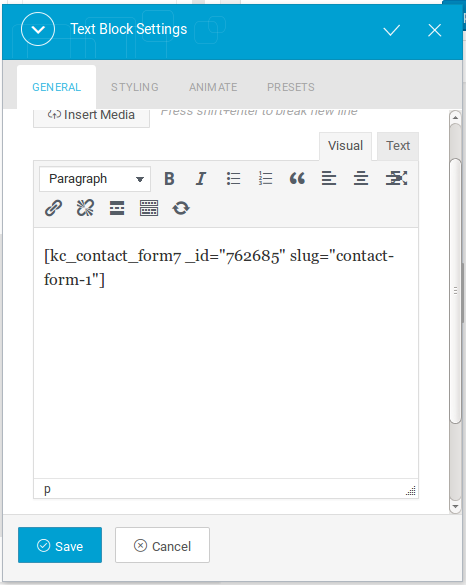 Text Block Settings
GENERAL STYLING ANIMATE PRESETS
Insert Media
Press shift+enter to break new line
Visual Text
Paragraph
[kc_contact_form7 _id="762685" slug="contact-
form-1"]
p
Save Cancel